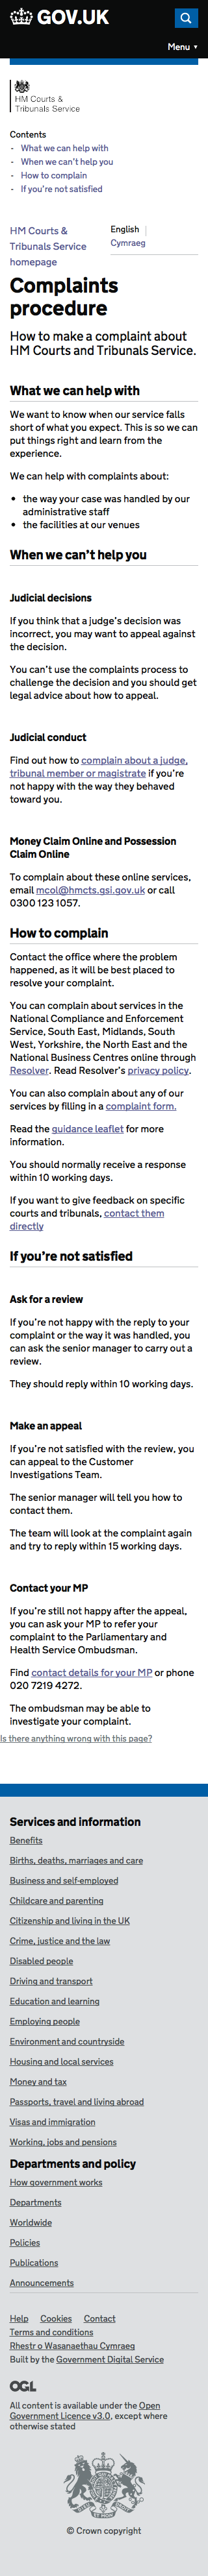 GOV.UK
Menu ▼
HM Courts &
Tribunals Service
Contents
- What we can help with
- When we can't help you
- How to complain
- If you're not satisfied
HM Courts &
Tribunals Service
homepage
English
Cymraeg
Complaints
procedure
How to make a complaint about
HM Courts and Tribunals Service.
What we can help with
We want to know when our service falls
short of what you expect. This is so we can
put things right and learn from the
experience.
We can help with complaints about:
• the way your case was handled by our
administrative staff
• the facilities at our venues
When we can't help you
Judicial decisions
If you think that a judge's decision was
incorrect, you may want to appeal against
the decision.
You can't use the complaints process to
challenge the decision and you should get
legal advice about how to appeal.
Judicial conduct
Find out how to complain about a judge,
tribunal member or magistrate if you're
not happy with the way they behaved
toward you.
Money Claim Online and Possession
Claim Online
To complain about these online services,
email mcol@hmcts.gsi.gov.uk or call
0300 123 1057.
How to complain
Contact the office where the problem
happened, as it will be best placed to
resolve your complaint.
You can complain about services in the
National Compliance and Enforcement
Service, South East, Midlands, South
West, Yorkshire, the North East and the
National Business Centres online through
Resolver. Read Resolver's privacy policy.
You can also complain about any of our
services by filling in a complaint form.
Read the guidance leaflet for more
information.
You should normally receive a response
within 10 working days.
If you want to give feedback on specific
courts and tribunals, contact them
directly
If you're not satisfied
Ask for a review
If you're not happy with the reply to your
complaint or the way it was handled, you
can ask the senior manager to carry out a
review.
They should reply within 10 working days.
Make an appeal
If you're not satisfied with the review, you
can appeal to the Customer
Investigations Team.
The senior manager will tell you how to
contact them.
The team will look at the complaint again
and try to reply within 15 working days.
Contact your MP
If you're still not happy after the appeal,
you can ask your MP to refer your
complaint to the Parliamentary and
Health Service Ombudsman.
Find contact details for your MP or phone
020 7219 4272.
The ombudsman may be able to
investigate your complaint.
Is there anything wrong with this page?
Services and information
Benefits
Births, deaths, marriages and care
Business and self-employed
Childcare and parenting
Citizenship and living in the UK
Crime, justice and the law
Disabled people
Driving and transport
Education and learning
Employing people
Environment and countryside
Housing and local services
Money and tax
Passports, travel and living abroad
Visas and immigration
Working, jobs and pensions
Departments and policy
How government works
Departments
Worldwide
Policies
Publications
Announcements
Help Cookies Contact
Terms and conditions
Rhestr o Wasanaethau Cymraeg
Built by the Government Digital Service
OGL
All content is available under the Open
Government Licence v3.0, except where
otherwise stated
© Crown copyright